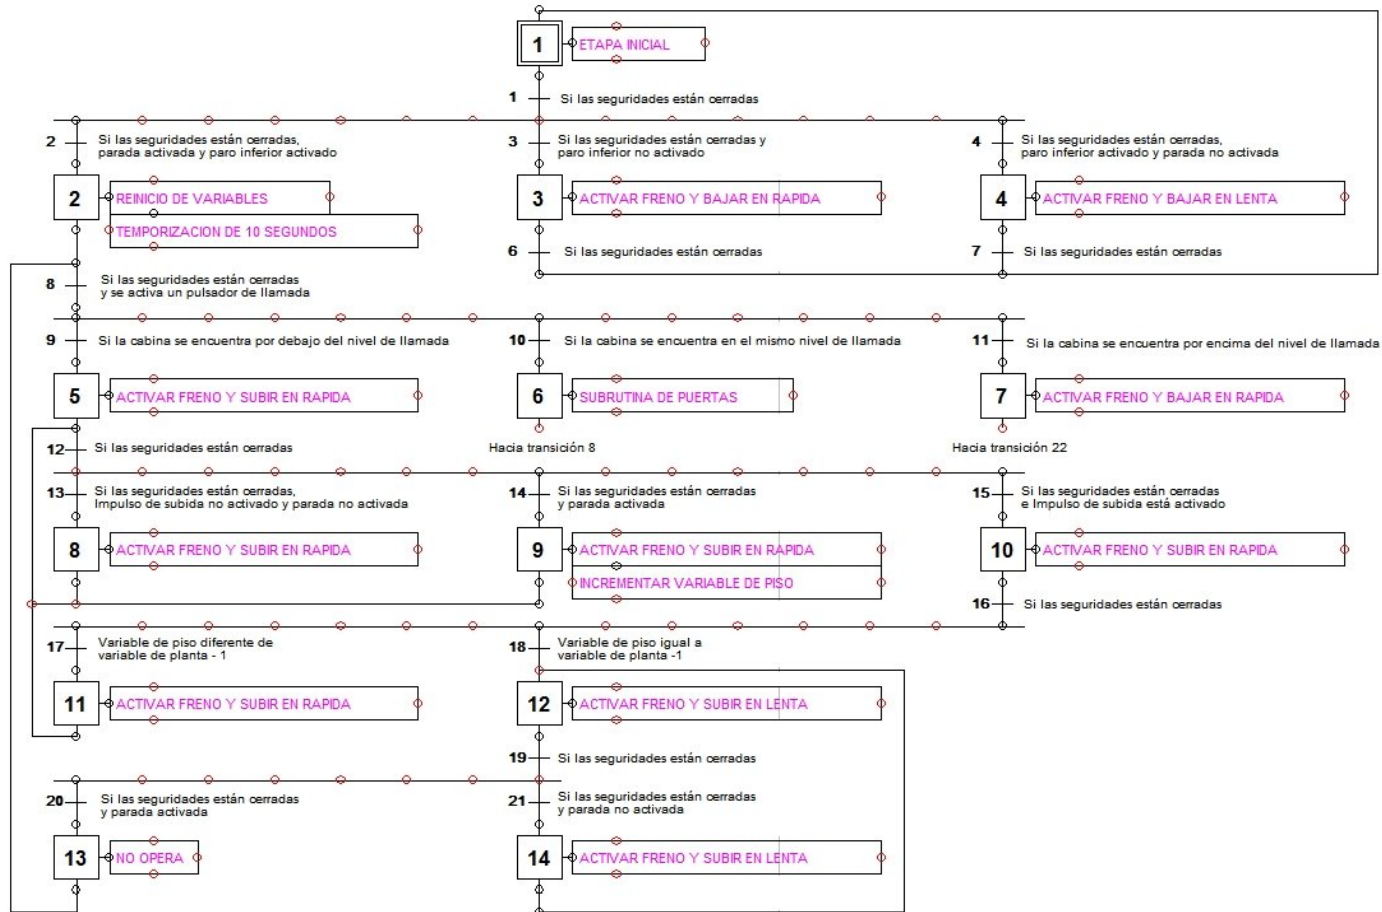 1
ETAPA INICIAL
1 Si las seguridades están cerradas
2 Si las seguridades están cerradas,
parada activada y paro inferior activado
3 Si las seguridades están cerradas y
paro inferior no activado
4 Si las seguridades están cerradas,
paro inferior activado y parada no activada
2
REINICIO DE VARIABLES
TEMPORIZACION DE 10 SEGUNDOS
3
ACTIVAR FRENO Y BAJAR EN RAPIDA
4
ACTIVAR FRENO Y BAJAR EN LENTA
6 Si las seguridades están cerradas
7 Si las seguridades están cerradas
8 Si las seguridades están cerradas
y se activa un pulsador de llamada
9 Si la cabina se encuentra por debajo del nivel de llamada
10 Si la cabina se encuentra en el mismo nivel de llamada
11 Si la cabina se encuentra por encima del nivel de llamada
5
ACTIVAR FRENO Y SUBIR EN RAPIDA
6
SUBRUTINA DE PUERTAS
7
ACTIVAR FRENO Y BAJAR EN RAPIDA
12 Si las seguridades están cerradas
Hacia transición 8
Hacia transición 22
13 Si las seguridades están cerradas,
Impulso de subida no activado y parada no activada
14 Si las seguridades están cerradas
y parada activada
15 Si las seguridades están cerradas
e Impulso de subida está activado
8
ACTIVAR FRENO Y SUBIR EN RAPIDA
9
ACTIVAR FRENO Y SUBIR EN RAPIDA
INCREMENTAR VARIABLE DE PISO
10
ACTIVAR FRENO Y SUBIR EN RAPIDA
16 Si las seguridades están cerradas
17 Variable de piso diferente de
variable de planta - 1
18 Variable de piso igual a
variable de planta -1
11
ACTIVAR FRENO Y SUBIR EN RAPIDA
12
ACTIVAR FRENO Y SUBIR EN LENTA
19 Si las seguridades están cerradas
20 Si las seguridades están cerradas
y parada activada
21 Si las seguridades están cerradas
y parada no activada
13
NO OPERA
14
ACTIVAR FRENO Y SUBIR EN LENTA